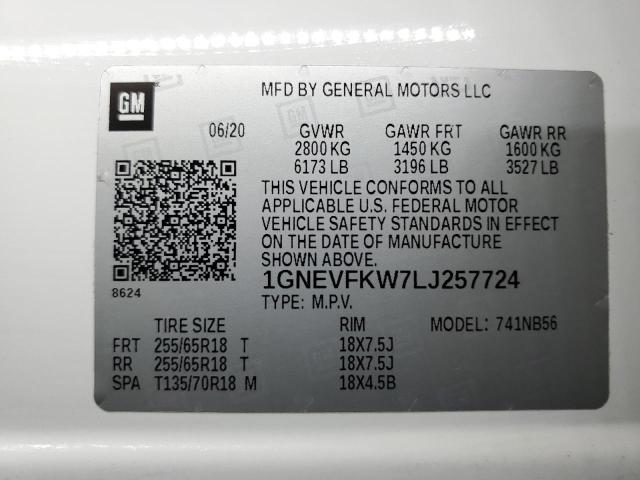 GM
MFD BY GENERAL MOTORS LLC
06/20 GVWR GAWR FRT GAWR RR
2800 KG 1450 KG 1600 KG
6173 LB 3196 LB 3527 LB
THIS VEHICLE CONFORMS TO ALL
APPLICABLE U.S. FEDERAL MOTOR
VEHICLE SAFETY STANDARDS IN EFFECT
ON THE DATE OF MANUFACTURE
SHOWN ABOVE.
8624
1GNEVFKW7LJ257724
TYPE: M.P.V.
TIRE SIZE RIM MODEL: 741NB56
FRT 255/65R18 T 18X7.5J
RR 255/65R18 T 18X7.5J
SPA T135/70R18 M 18X4.5B